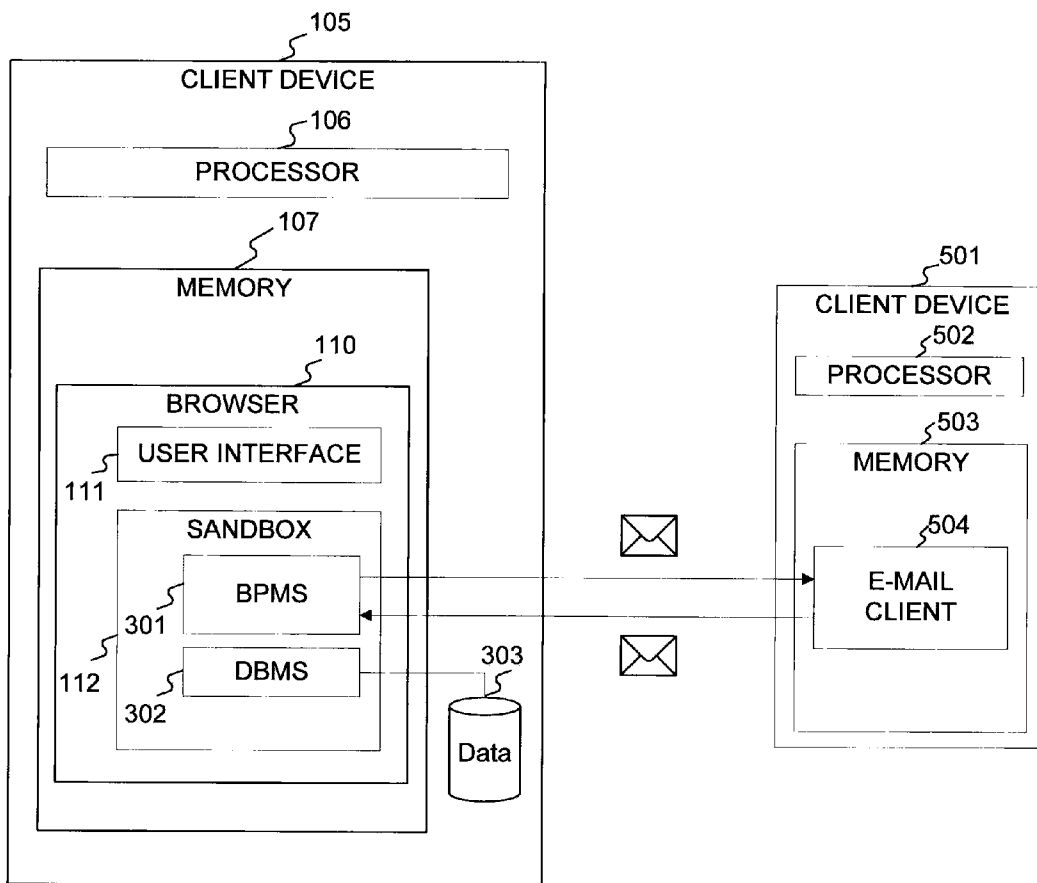 105
CLIENT DEVICE
106
PROCESSOR
107
MEMORY
110
BROWSER
USER INTERFACE
111
SANDBOX
BPMS
301
112
DBMS
302
303
Data
501
CLIENT DEVICE
502
PROCESSOR
503
MEMORY
504
E-MAIL
CLIENT